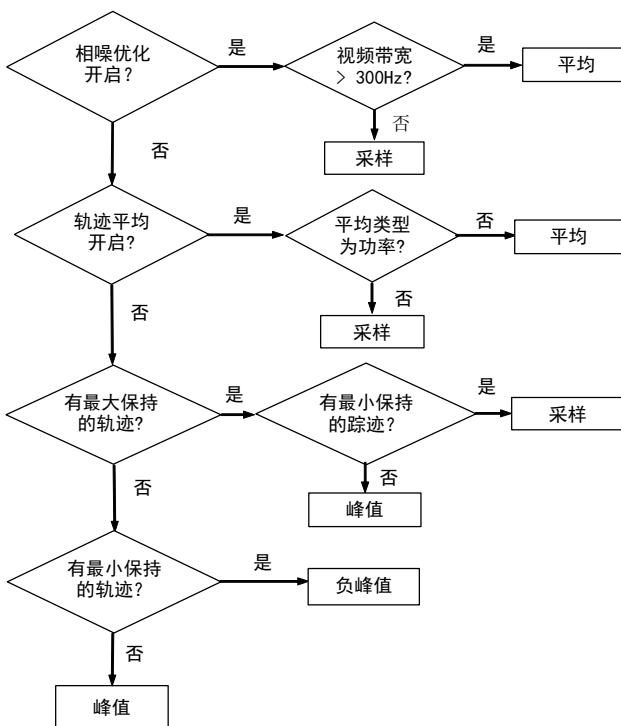 相噪优化
开启?
是
视频带宽
> 300Hz?
是
平均
否
否
采样
轨迹平均
开启?
是
平均类型
为功率?
否
平均
否
否
采样
有最大保持
的轨迹?
是
有最小保持
的踪迹?
是
采样
否
否
峰值
有最小保持
的轨迹?
是
负峰值
否
峰值